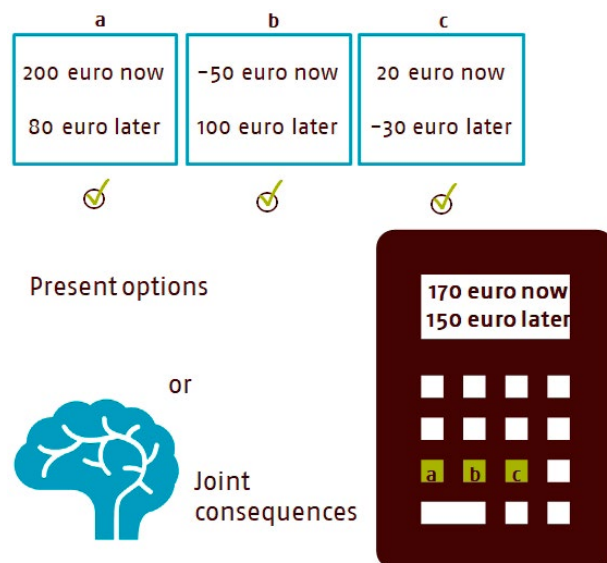 a b c
200 euro now
80 euro later
-50 euro now
100 euro later
20 euro now
-30 euro later
Present options
or
Joint
consequences
170 euro now
150 euro later
a b c